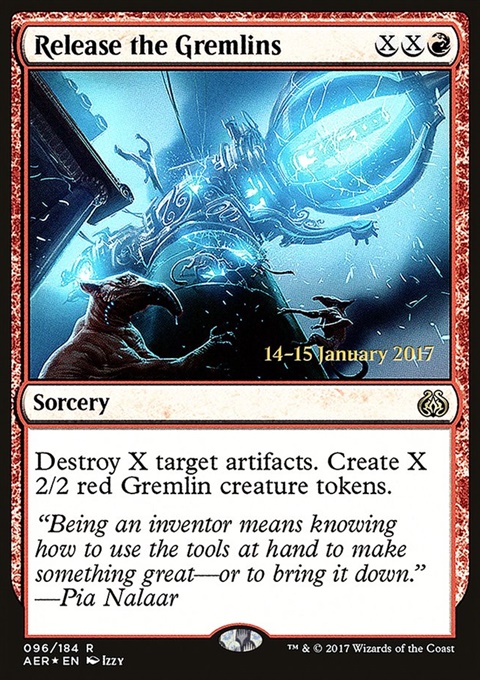 Release the Gremlins XX
14-15 January 2017
Sorcery
Destroy X target artifacts. Create X
2/2 red Gremlin creature tokens.
“Being an inventor means knowing
how to use the tools at hand to make
something great—or to bring it down.”
—Pia Nalaar
096/184 R
AER★EN Izzy
™ & © 2017 Wizards of the Coast